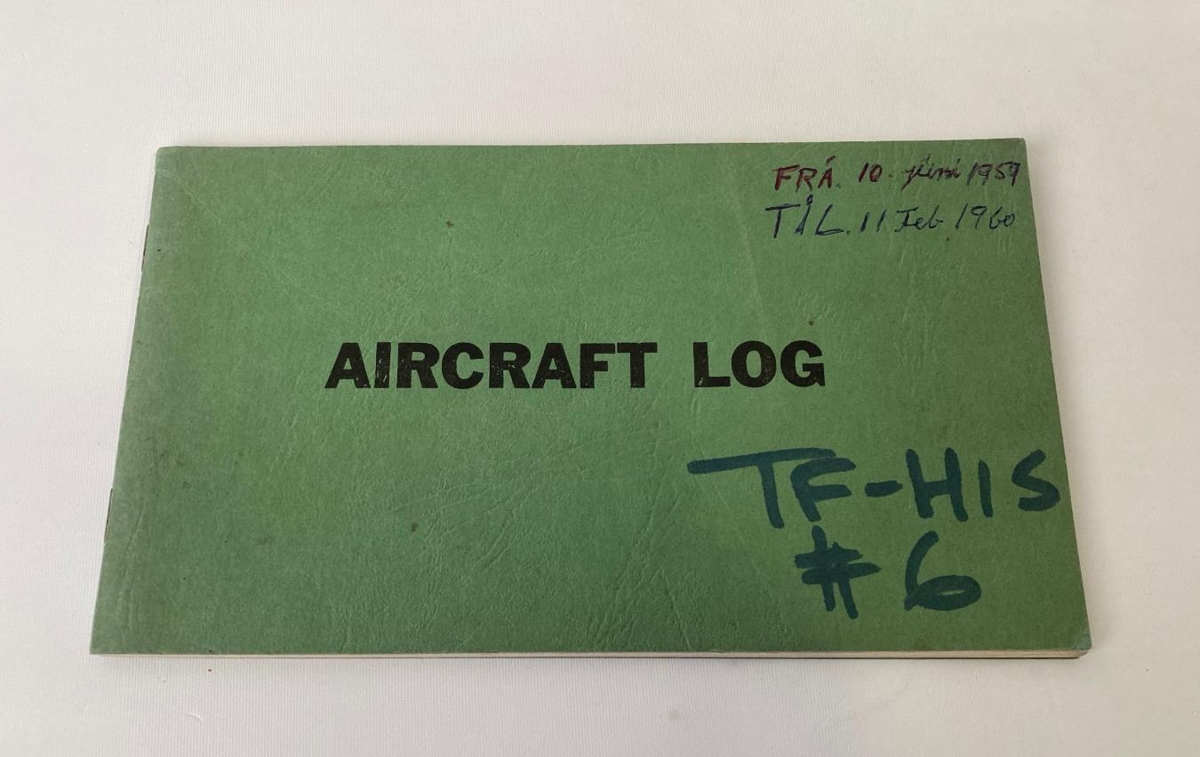 FRÁ. 10. júní 1959
TIL. 11 Feb 1960
AIRCRAFT LOG
TF-HIS
#6